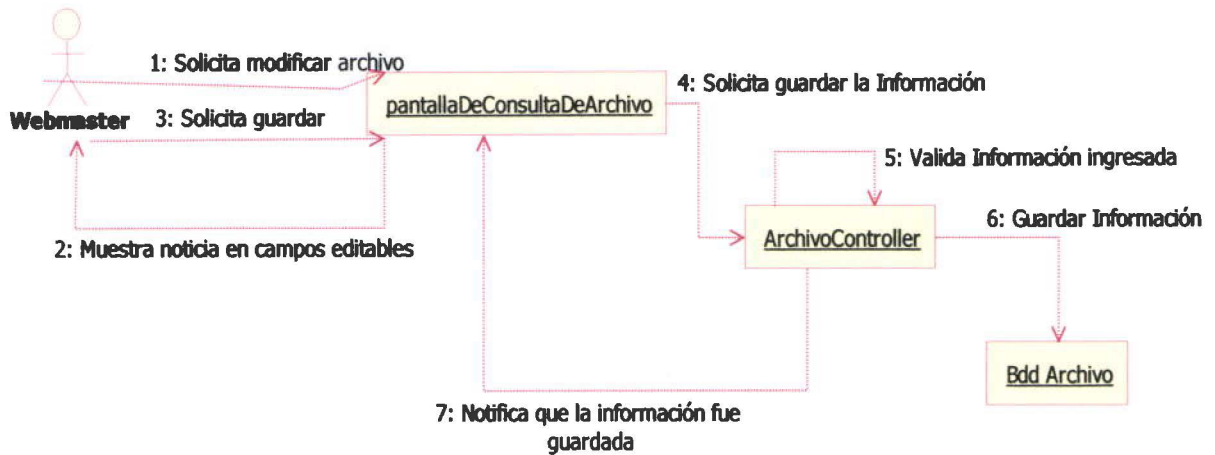 1: Solicita modificar archivo
4: Solicita guardar la Información
pantallaDeConsultaDeArchivo
Webmaster
3: Solicita guardar
5: Valida Información ingresada
6: Guardar Información
2: Muestra noticia en campos editables
ArchivoController
Bdd Archivo
7: Notifica que la información fue
guardada